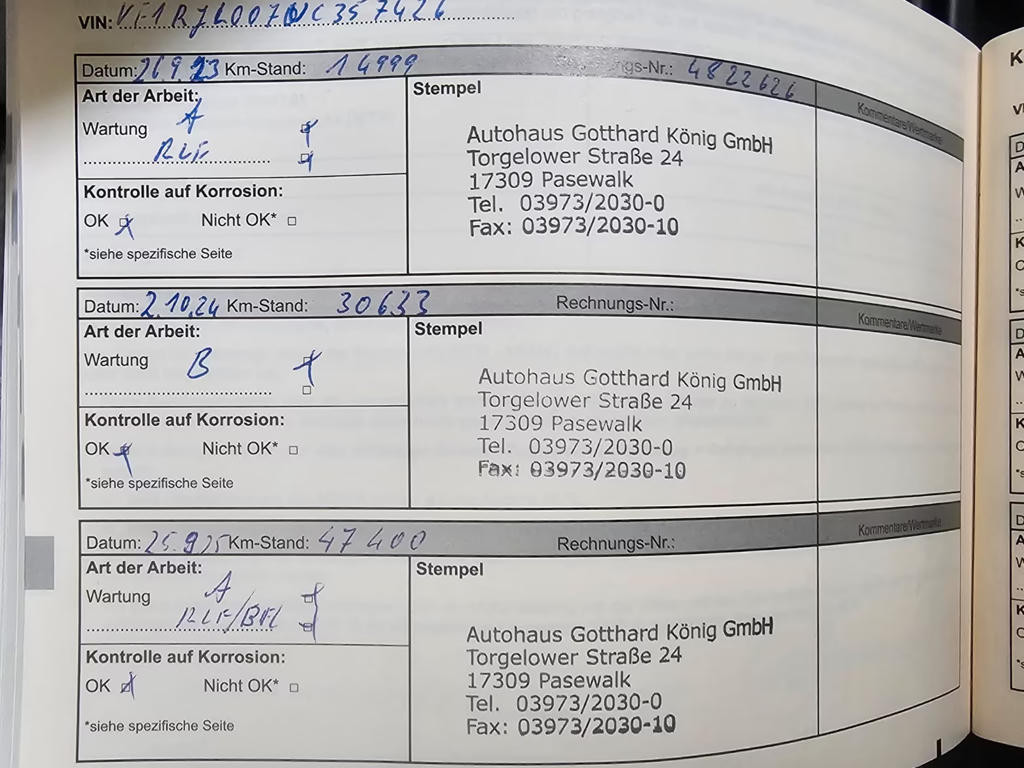 VIN: VF1RJL007NC357426
Datum: 26.9.23 Km-Stand: 14999 Rechnungs-Nr.: 4822626
Kommentare/Wertmarke
Art der Arbeit:
Stempel
Wartung A
RLF
Autohaus Gotthard König GmbH
Torgelower Straße 24
17309 Pasewalk
Tel. 03973/2030-0
Fax: 03973/2030-10
Kontrolle auf Korrosion:
OK Nicht OK*
*siehe spezifische Seite
Datum: 2.10.24 Km-Stand: 30633 Rechnungs-Nr.:
Kommentare/Wertmarke
Art der Arbeit:
Stempel
Wartung B
Autohaus Gotthard König GmbH
Torgelower Straße 24
17309 Pasewalk
Tel. 03973/2030-0
Fax: 03973/2030-10
Kontrolle auf Korrosion:
OK Nicht OK*
*siehe spezifische Seite
Datum: 25.9.25 Km-Stand: 47400 Rechnungs-Nr.:
Kommentare/Wertmarke
Art der Arbeit:
Stempel
Wartung A
RLF/BFL
Autohaus Gotthard König GmbH
Torgelower Straße 24
17309 Pasewalk
Tel. 03973/2030-0
Fax: 03973/2030-10
Kontrolle auf Korrosion:
OK Nicht OK*
*siehe spezifische Seite